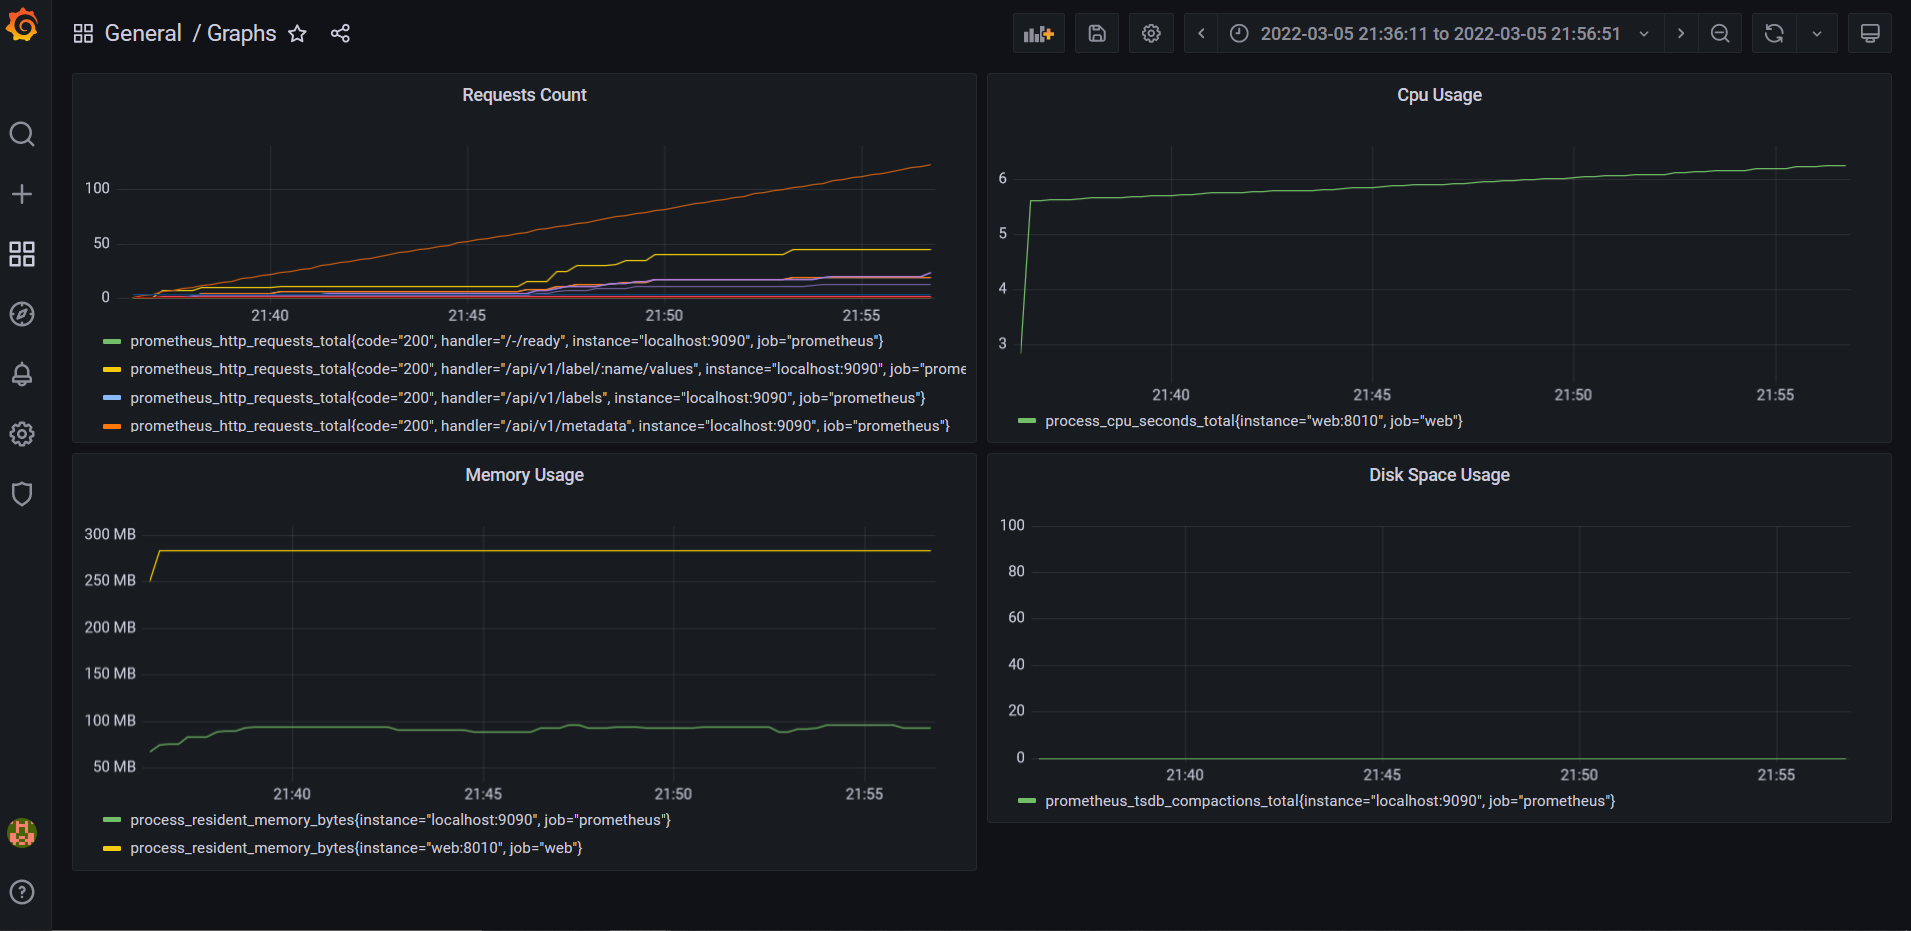 General / Graphs
2022-03-05 21:36:11 to 2022-03-05 21:56:51
Requests Count
100
50
0
21:40 21:45 21:50 21:55
prometheus_http_requests_total{code="200", handler="/-/ready", instance="localhost:9090", job="prometheus"}
prometheus_http_requests_total{code="200", handler="/api/v1/label/:name/values", instance="localhost:9090", job="prome
prometheus_http_requests_total{code="200", handler="/api/v1/labels", instance="localhost:9090", job="prometheus"}
prometheus_http_requests_total{code="200", handler="/api/v1/metadata", instance="localhost:9090", job="prometheus"}
Cpu Usage
6
5
4
3
21:40 21:45 21:50 21:55
process_cpu_seconds_total{instance="web:8010", job="web"}
Memory Usage
300 MB
250 MB
200 MB
150 MB
100 MB
50 MB
21:40 21:45 21:50 21:55
process_resident_memory_bytes{instance="localhost:9090", job="prometheus"}
process_resident_memory_bytes{instance="web:8010", job="web"}
Disk Space Usage
100
80
60
40
20
0
21:40 21:45 21:50 21:55
prometheus_tsdb_compactions_total{instance="localhost:9090", job="prometheus"}